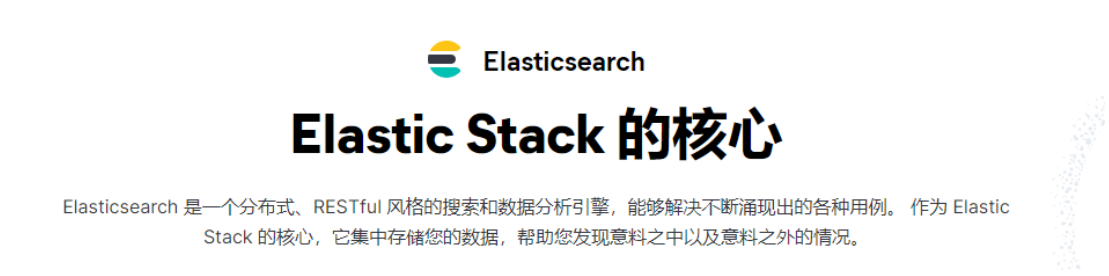 Elasticsearch
Elastic Stack 的核心
Elasticsearch 是一个分布式、RESTful 风格的搜索和数据分析引擎，能够解决不断涌现出的各种用例。 作为 Elastic
Stack 的核心，它集中存储您的数据，帮助您发现意料之中以及意料之外的情况。